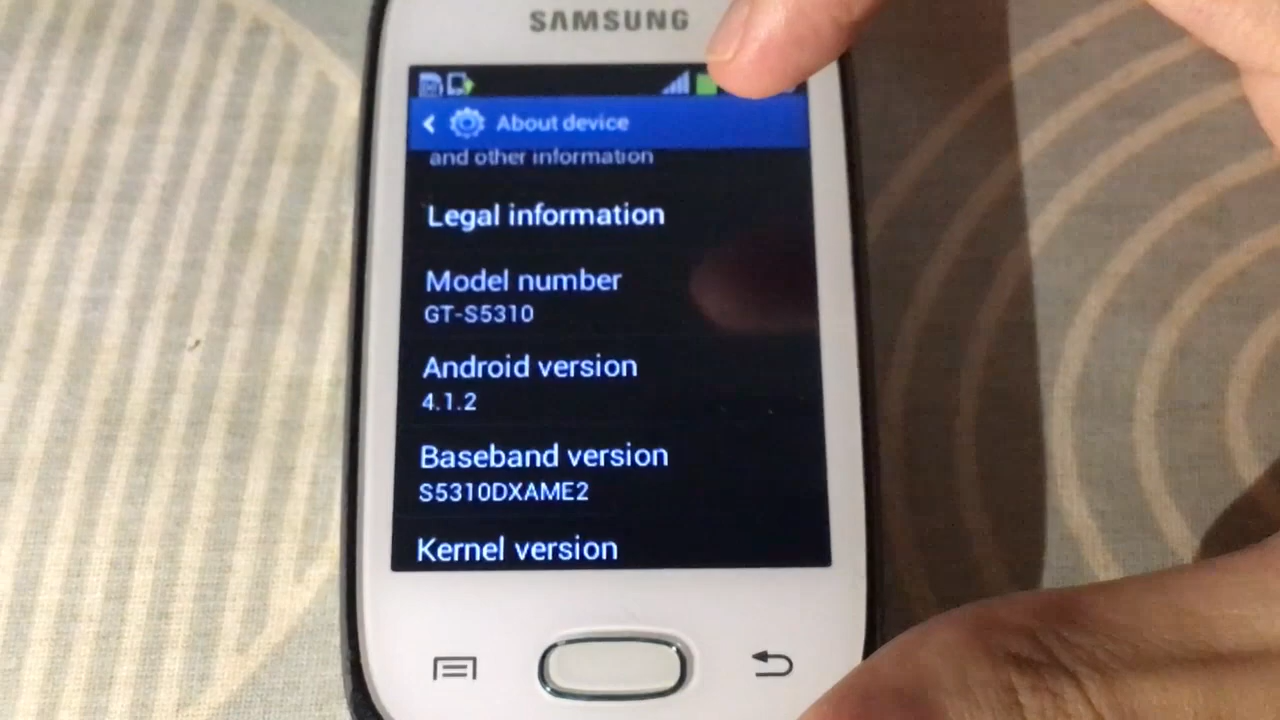 SAMSUNG
About device
and other information
Legal information
Model number
GT-S5310
Android version
4.1.2
Baseband version
S5310DXAME2
Kernel version